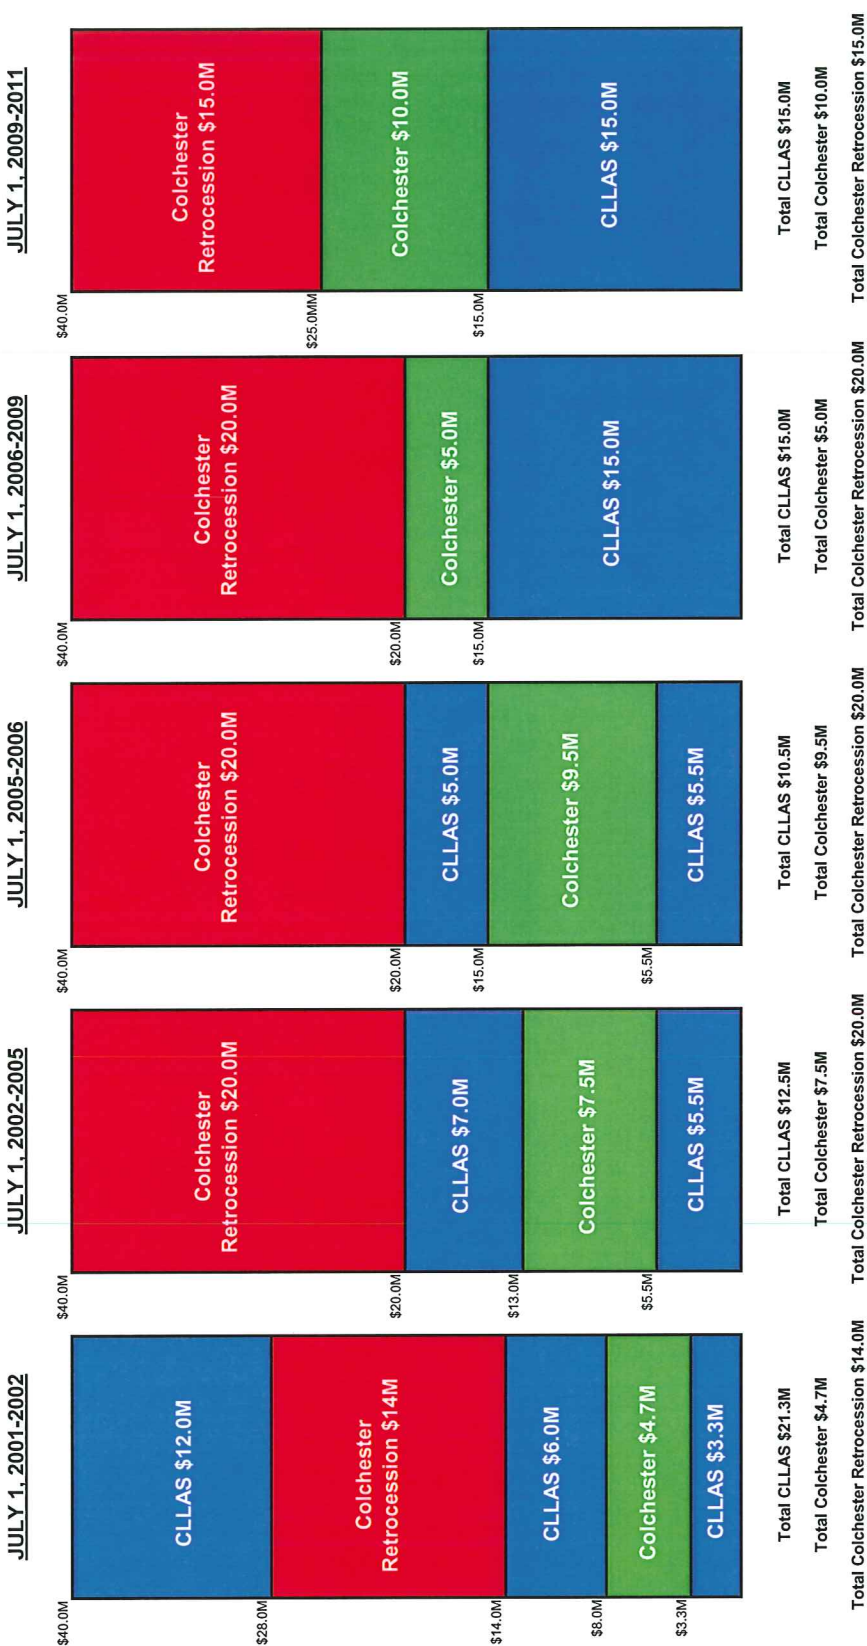 JULY 1, 2001-2002
$40.0M
CLLAS $12.0M
$28.0M
Colchester
Retrocession $14M
$14.0M
CLLAS $6.0M
$8.0M
Colchester $4.7M
$3.3M
CLLAS $3.3M
Total CLLAS $21.3M
Total Colchester $4.7M
Total Colchester Retrocession $14.0M
JULY 1, 2002-2005
$40.0M
Colchester
Retrocession $20.0M
$20.0M
CLLAS $7.0M
$13.0M
Colchester $7.5M
$5.5M
CLLAS $5.5M
Total CLLAS $12.5M
Total Colchester $7.5M
Total Colchester Retrocession $20.0M
JULY 1, 2005-2006
$40.0M
Colchester
Retrocession $20.0M
$20.0M
CLLAS $5.0M
$15.0M
Colchester $9.5M
$5.5M
CLLAS $5.5M
Total CLLAS $10.5M
Total Colchester $9.5M
Total Colchester Retrocession $20.0M
JULY 1, 2006-2009
$40.0M
Colchester
Retrocession $20.0M
$20.0M
Colchester $5.0M
$15.0M
CLLAS $15.0M
Total CLLAS $15.0M
Total Colchester $5.0M
Total Colchester Retrocession $20.0M
JULY 1, 2009-2011
$40.0M
Colchester
Retrocession $15.0M
$25.0MM
Colchester $10.0M
$15.0M
CLLAS $15.0M
Total CLLAS $15.0M
Total Colchester $10.0M
Total Colchester Retrocession $15.0M